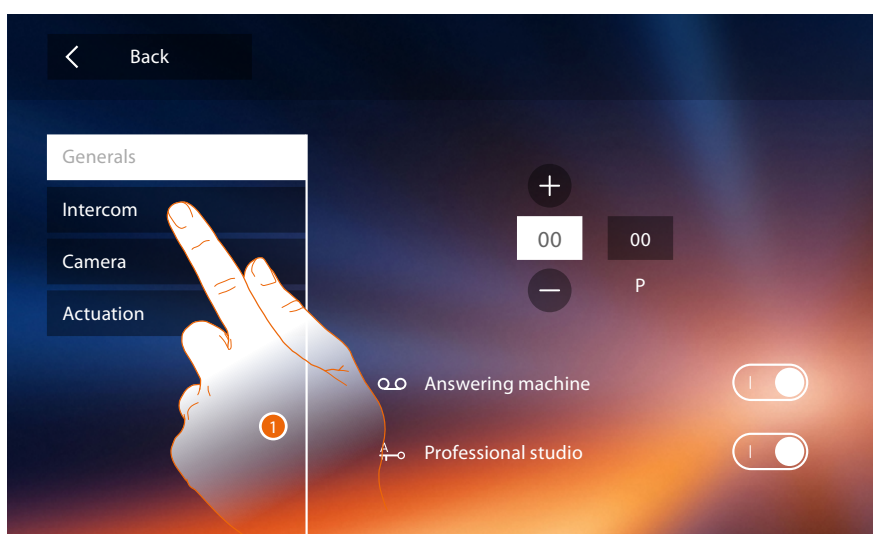 Back
Generals
Intercom
Camera
Actuation
+
00 00
– P
Answering machine
A Professional studio
1